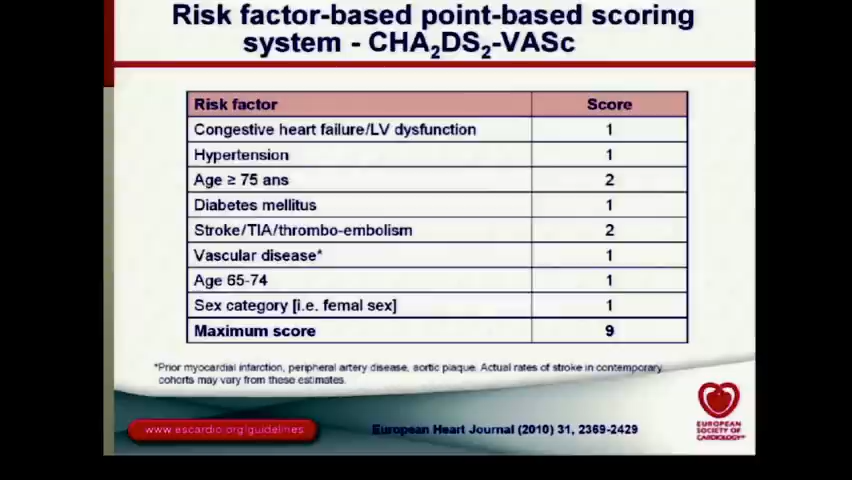 Risk factor-based point-based scoring
system - CHA2DS2-VASc
Risk factor Score
Congestive heart failure/LV dysfunction 1
Hypertension 1
Age ≥ 75 ans 2
Diabetes mellitus 1
Stroke/TIA/thrombo-embolism 2
Vascular disease* 1
Age 65-74 1
Sex category [i.e. femal sex] 1
Maximum score 9
*Prior myocardial infarction, peripheral artery disease, aortic plaque. Actual rates of stroke in contemporary
cohorts may vary from these estimates.
www.escardio.org/guidelines
European Heart Journal (2010) 31, 2369-2429
EUROPEAN
SOCIETY OF
CARDIOLOGY®